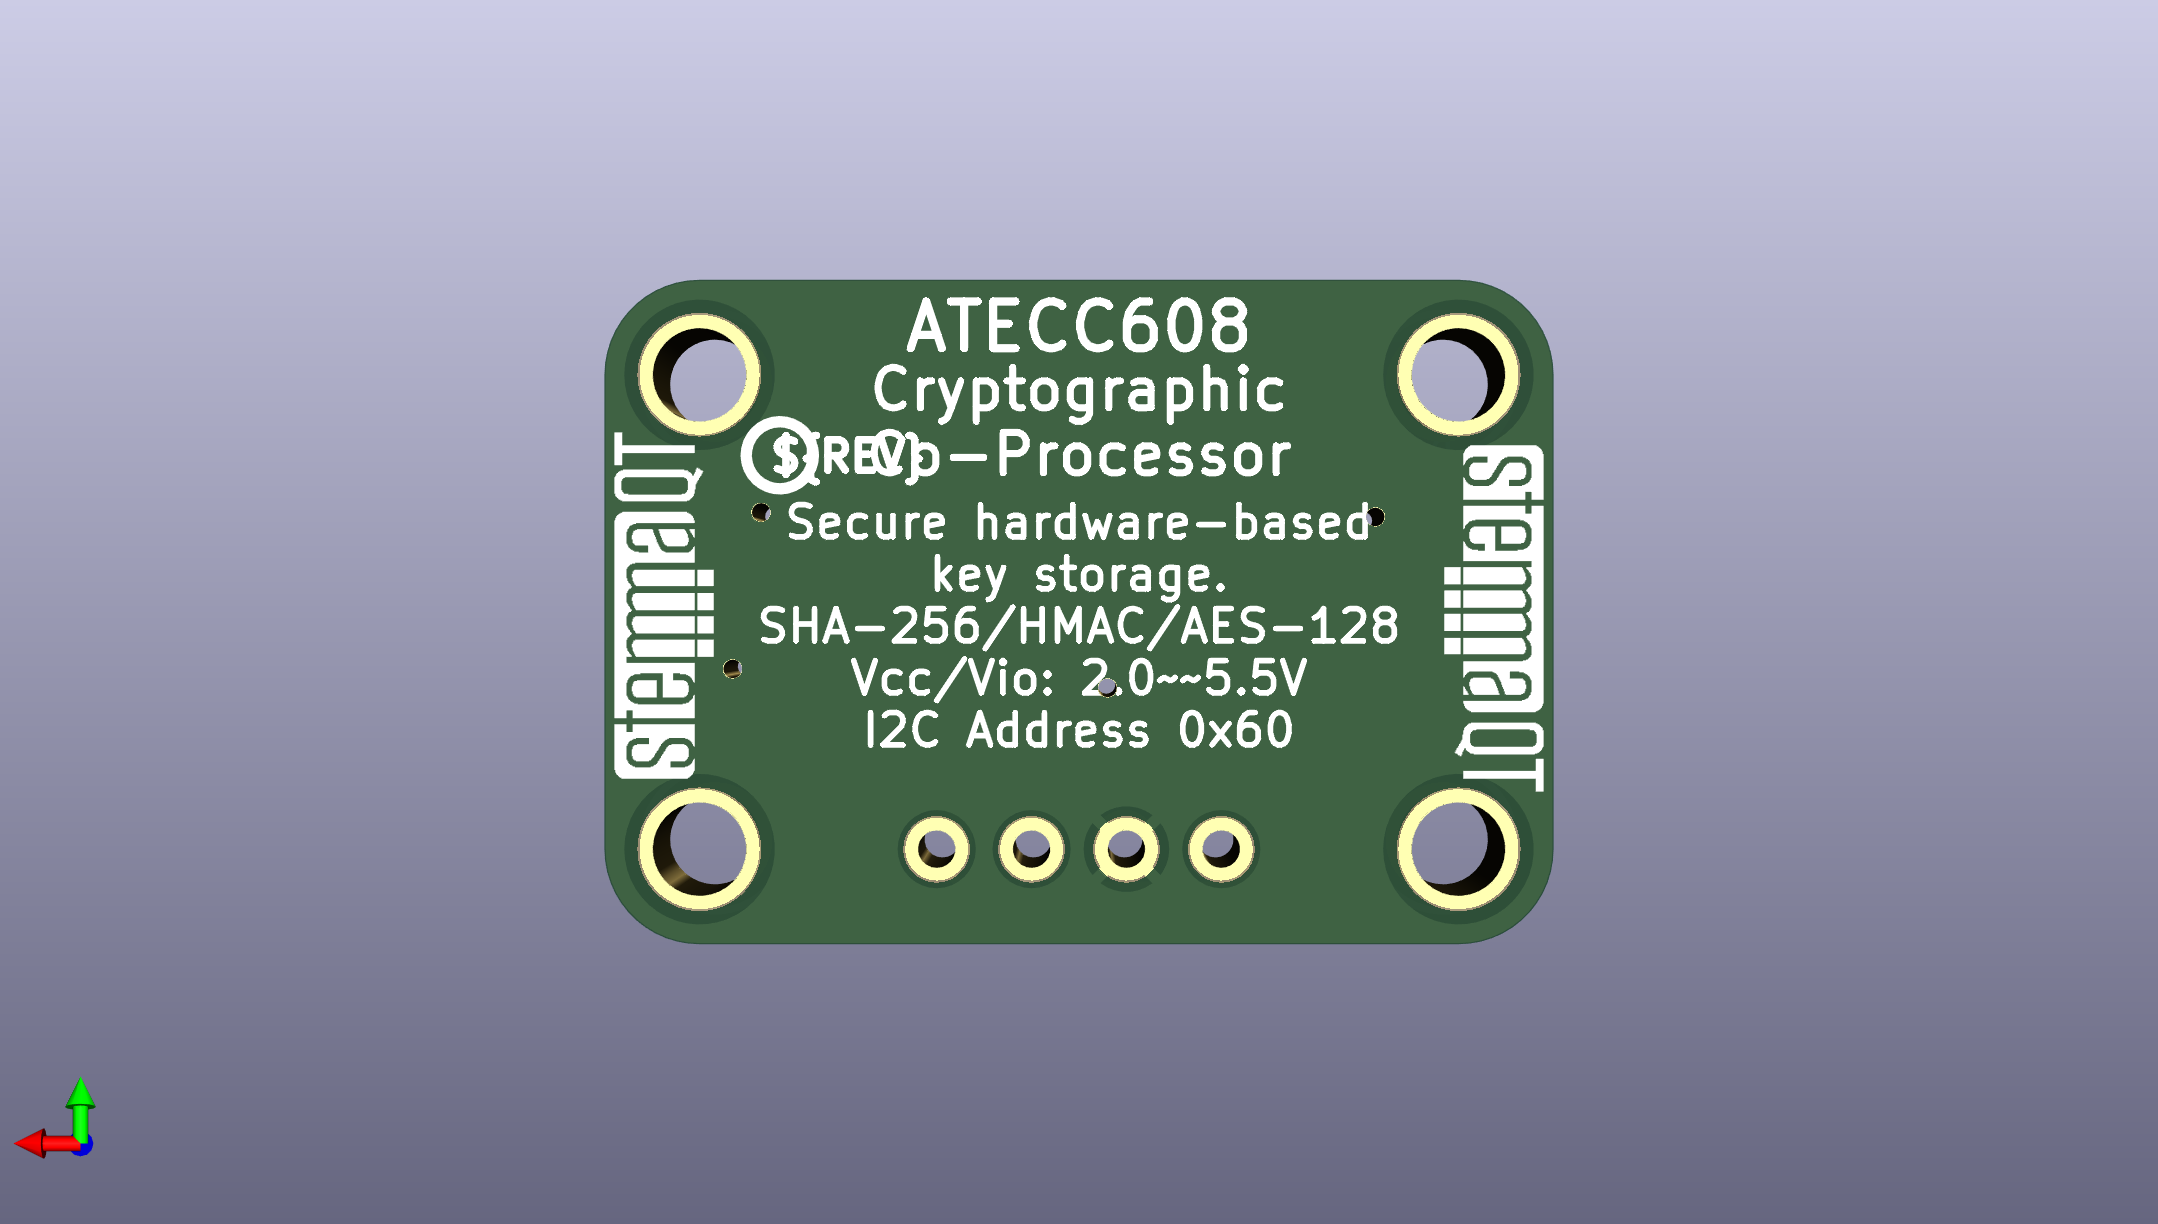 ATECC608
Cryptographic
${REV}
Co-Processor
Secure hardware-based
key storage.
SHA-256/HMAC/AES-128
Vcc/Vio: 2.0~~5.5V
I2C Address 0x60
stemma QT
stemma QT